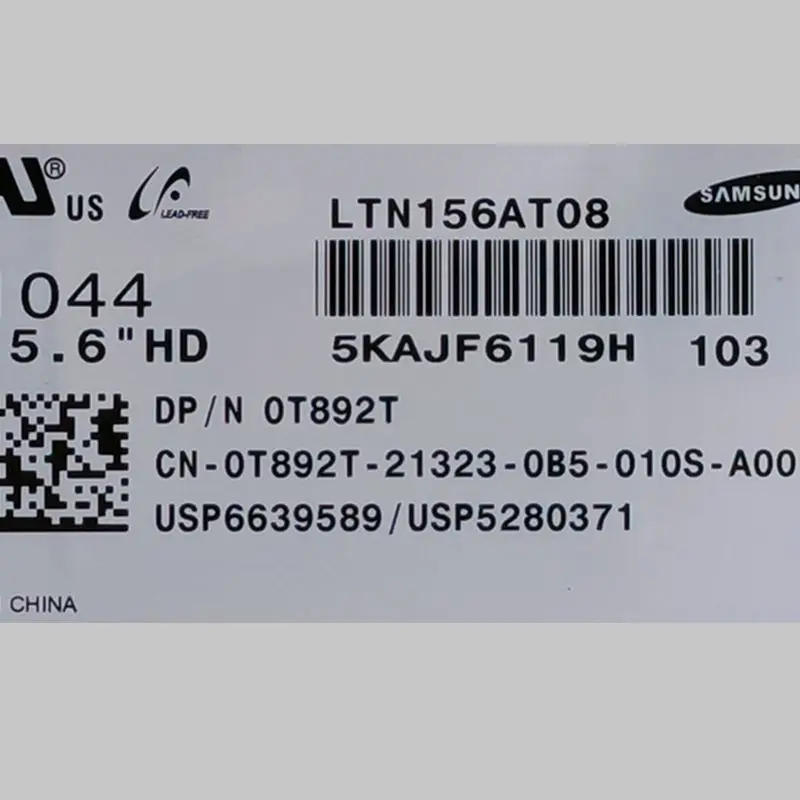 ® US LEAD-FREE
LTN156AT08
SAMSUN
044
5.6"HD
5KAJF6119H 103
DP/N 0T892T
CN-0T892T-21323-0B5-010S-A00
USP6639589/USP5280371
CHINA